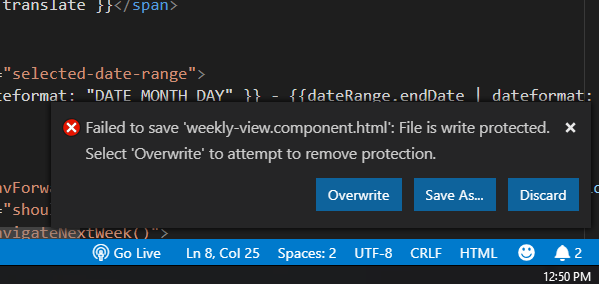 translate }}</span>
="selected-date-range">
teformat: "DATE_MONTH_DAY" }} - {{dateRange.endDate | dateformat:
Failed to save 'weekly-view.component.html': File is write protected.
Select 'Overwrite' to attempt to remove protection.
Overwrite Save As... Discard
avForwa
="shou
avigateNextWeek()">
Go Live Ln 8, Col 25 Spaces: 2 UTF-8 CRLF HTML 2
12:50 PM